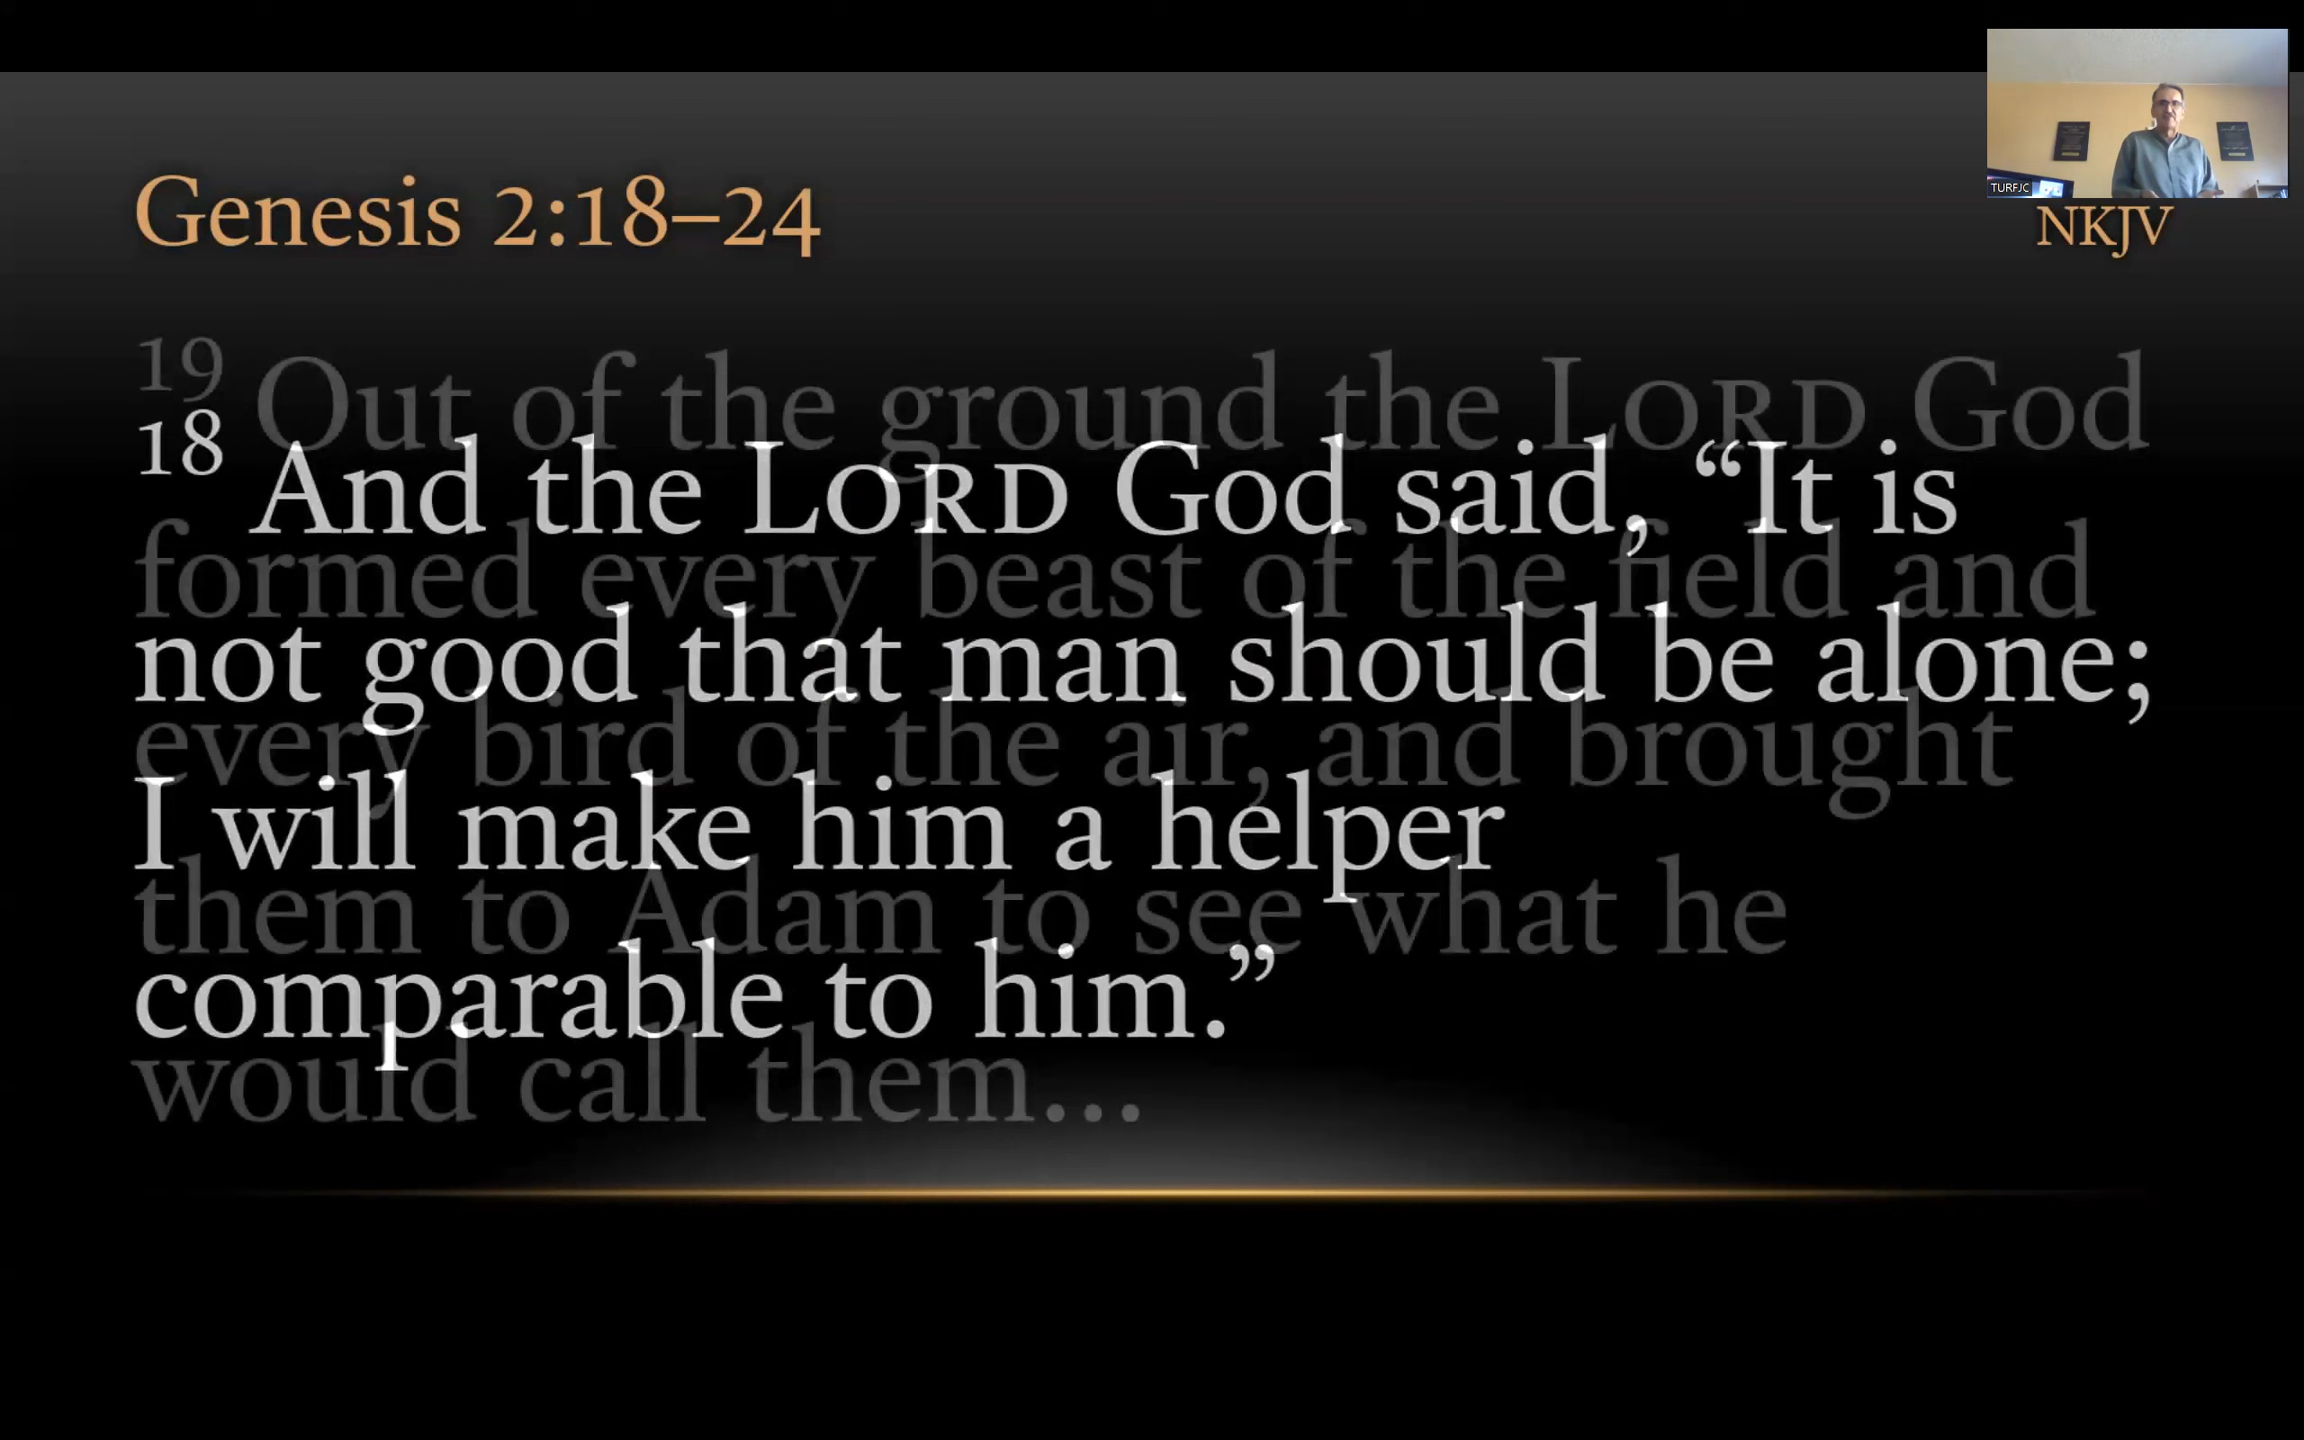 TURFJC
Genesis 2:18–24
NKJV
18 And the LORD God said, “It is
not good that man should be alone;
I will make him a helper
comparable to him.”
19 Out of the ground the LORD God
formed every beast of the field and
every bird of the air, and brought
them to Adam to see what he
would call them...